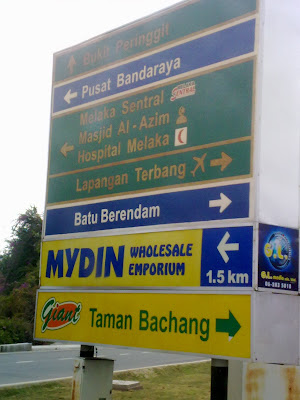 Bukit Peringgit
Pusat Bandaraya
Melaka Sentral
Masjid Al-Azim
Hospital Melaka
Lapangan Terbang
Batu Berendam
MYDIN WHOLESALE EMPORIUM
1.5 km
Giant Taman Bachang